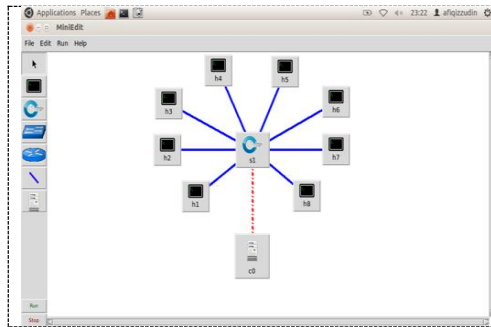 Applications Places 23:22 afiqizzudin
MiniEdit
File Edit Run Help
h4 h5
h3 h6
h2 s1 h7
h1 h8
c0
Run
Stop